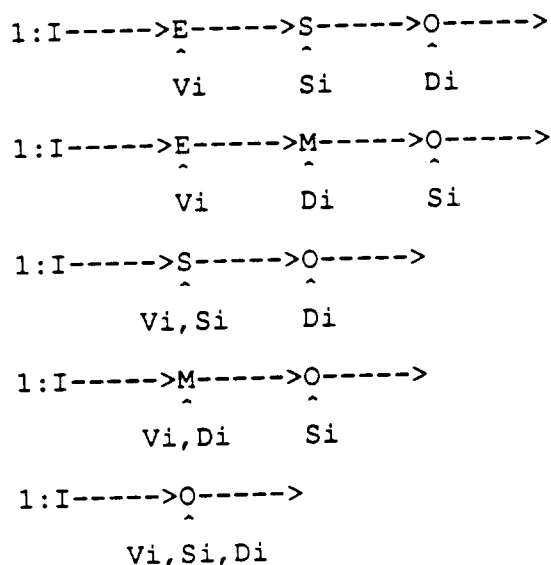 1:I----->E----->S----->O----->
^ ^ ^
Vi Si Di
1:I----->E----->M----->O----->
^ ^ ^
Vi Di Si
1:I----->S----->O----->
^ ^
Vi,Si Di
1:I----->M----->O----->
^ ^
Vi,Di Si
1:I----->O----->
^
Vi,Si,Di